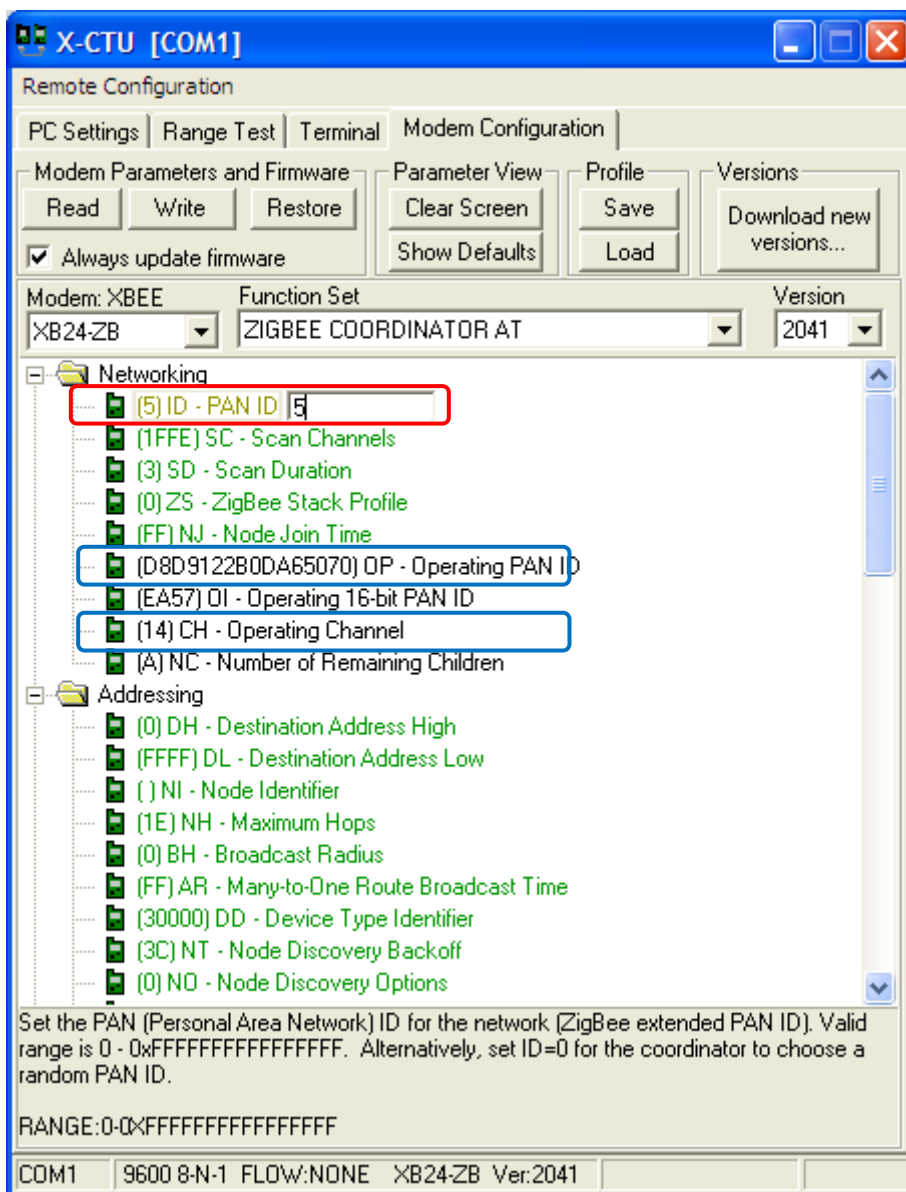 X-CTU [COM1]
Remote Configuration
PC Settings Range Test Terminal Modem Configuration
Modem Parameters and Firmware Parameter View Profile Versions
Read Write Restore Clear Screen Save Download new versions...
Always update firmware Show Defaults Load
Modem: XBEE Function Set Version
XB24-ZB ZIGBEE COORDINATOR AT 2041
Networking
(5) ID - PAN ID 5
(1FFE) SC - Scan Channels
(3) SD - Scan Duration
(0) ZS - ZigBee Stack Profile
(FF) NJ - Node Join Time
(D8D9122B0DA65070) OP - Operating PAN ID
(EA57) OI - Operating 16-bit PAN ID
(14) CH - Operating Channel
(A) NC - Number of Remaining Children
Addressing
(0) DH - Destination Address High
(FFFF) DL - Destination Address Low
( ) NI - Node Identifier
(1E) NH - Maximum Hops
(0) BH - Broadcast Radius
(FF) AR - Many-to-One Route Broadcast Time
(30000) DD - Device Type Identifier
(3C) NT - Node Discovery Backoff
(0) NO - Node Discovery Options
Set the PAN (Personal Area Network) ID for the network (ZigBee extended PAN ID). Valid
range is 0 - 0xFFFFFFFFFFFFFFFF. Alternatively, set ID=0 for the coordinator to choose a
random PAN ID.
RANGE:0-0XFFFFFFFFFFFFFFFF
COM1 9600 8-N-1 FLOW:NONE XB24-ZB Ver:2041